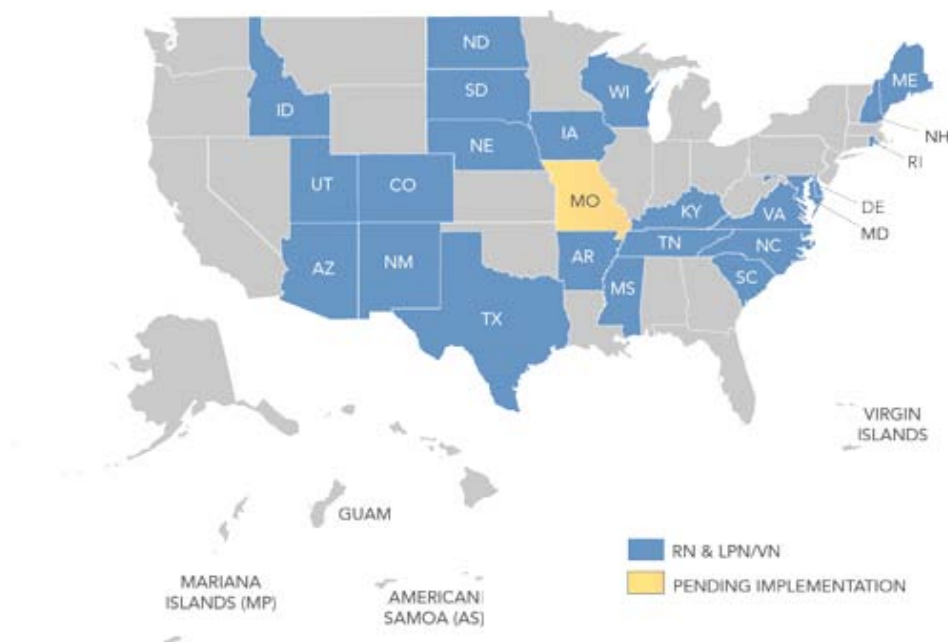 ND
ME
ID
SD
WI
NH
NE
IA
RI
UT
CO
MO
KY
VA
DE
MD
AZ
NM
AR
TN
NC
MS
SC
TX
VIRGIN
ISLANDS
GUAM
RN & LPN/VN
MARIANA
ISLANDS (MP)
AMERICAN
SAMOA (AS)
PENDING IMPLEMENTATION